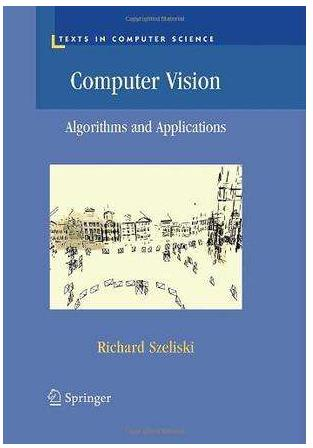 TEXTS IN COMPUTER SCIENCE
Computer Vision
Algorithms and Applications
Richard Szeliski
Springer